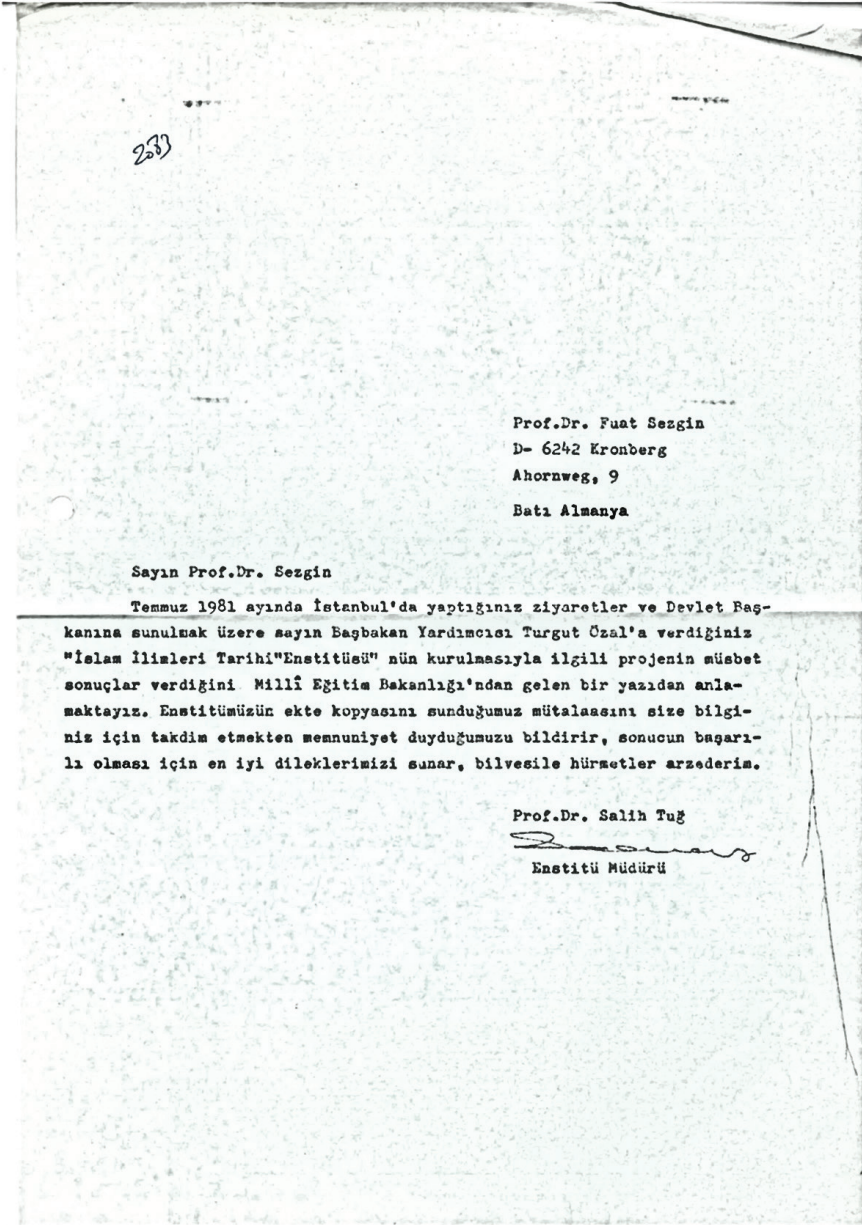 2033
Prof.Dr. Fuat Sezgin
D- 6242 Kronberg
Ahornweg, 9
Batı Almanya
Sayın Prof.Dr. Sezgin
Temmuz 1981 ayında İstanbul'da yaptığınız ziyaretler ve Devlet Baş-
kanına sunulmak üzere sayın Başbakan Yardımcısı Turgut Özal'a verdiğiniz
"İslam İlimleri Tarihi"Enstitüsü" nün kurulmasıyla ilgili projenin müsbet
sonuçlar verdiğini Millî Eğitim Bakanlığı'ndan gelen bir yazıdan anla-
maktayız. Enstitümüzün ekte kopyasını sunduğumuz mütalaasını size bilgi-
niz için takdim etmekten memnuniyet duyduğumuzu bildirir, sonucun başarı-
lı olması için en iyi dileklerimizi sunar, bilvesile hürmetler arzederim.
Prof.Dr. Salih Tuğ
Enstitü Müdürü